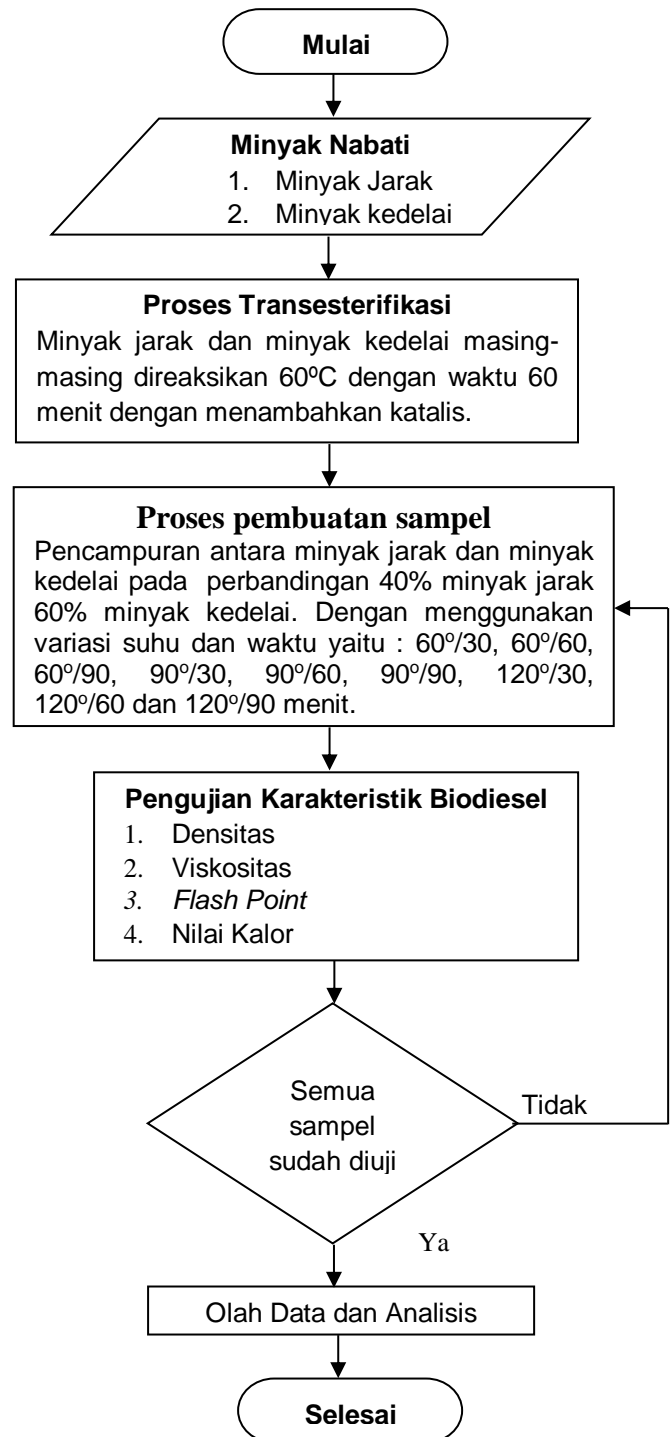 Mulai
Minyak Nabati
1. Minyak Jarak
2. Minyak kedelai
Proses Transesterifikasi
Minyak jarak dan minyak kedelai masing-
masing direaksikan 60ºC dengan waktu 60
menit dengan menambahkan katalis.
Proses pembuatan sampel
Pencampuran antara minyak jarak dan minyak
kedelai pada perbandingan 40% minyak jarak
60% minyak kedelai. Dengan menggunakan
variasi suhu dan waktu yaitu : 60º/30, 60º/60,
60º/90, 90º/30, 90º/60, 90º/90, 120º/30,
120º/60 dan 120º/90 menit.
Pengujian Karakteristik Biodiesel
1. Densitas
2. Viskositas
3. Flash Point
4. Nilai Kalor
Semua
sampel
sudah diuji
Tidak
Ya
Olah Data dan Analisis
Selesai